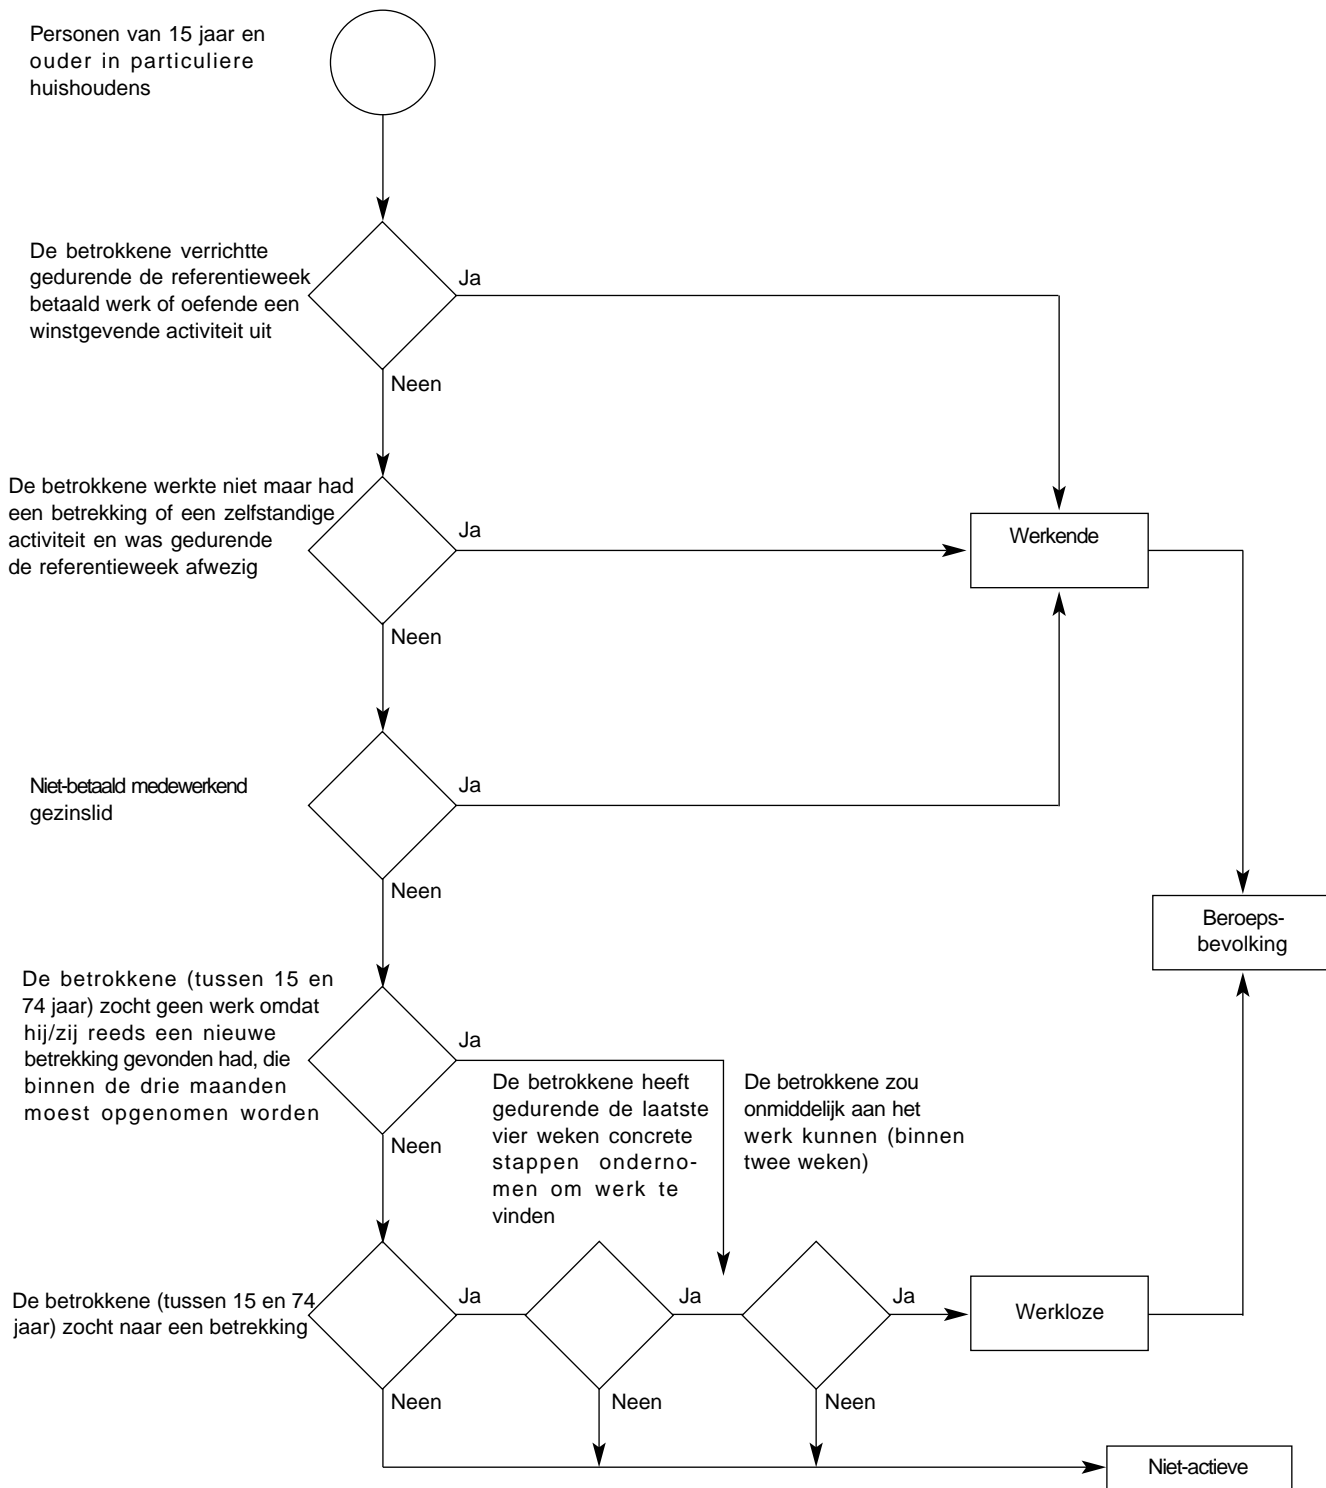 Personen van 15 jaar en
ouder in particuliere
huishoudens
De betrokkene verrichtte
gedurende de referentieweek
betaald werk of oefende een
winstgevende activiteit uit
Ja
Neen
De betrokkene werkte niet maar had
een betrekking of een zelfstandige
activiteit en was gedurende
de referentieweek afwezig
Ja
Werkende
Neen
Niet-betaald medewerkend
gezinslid
Ja
Neen
Beroeps-
bevolking
De betrokkene (tussen 15 en
74 jaar) zocht geen werk omdat
hij/zij reeds een nieuwe
betrekking gevonden had, die
binnen de drie maanden
moest opgenomen worden
Ja
Neen
De betrokkene heeft
gedurende de laatste
vier weken concrete
stappen onderno-
men om werk te
vinden
De betrokkene zou
onmiddelijk aan het
werk kunnen (binnen
twee weken)
De betrokkene (tussen 15 en 74
jaar) zocht naar een betrekking
Ja
Ja
Ja
Werkloze
Neen
Neen
Neen
Niet-actieve